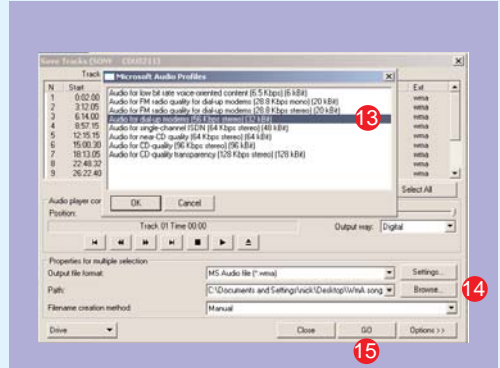 Save Tracks (SONY - CDU5211)
Track
Microsoft Audio Profiles
N Start
Ext
1 0:02.00 wma
2 3:12.05 wma
3 6:14.00 wma
4 8:57.15 wma
5 12:15.15 wma
6 15:00.30 wma
7 18:13.05 wma
8 22:48.32 wma
9 26:22.40 wma
Audio for low bit rate voice-oriented content (6.5 Kbps) (6 kBit)
Audio for FM radio quality for dial-up modems (28.8 Kbps mono) (20 kBit)
Audio for FM radio quality for dial-up modems (28.8 Kbps stereo) (20 kBit)
Audio for dial-up modems (56 Kbps stereo) (32 kBit)
Audio for single-channel ISDN (64 Kbps stereo) (48 kBit)
Audio for near CD quality (64 Kbps stereo) (64 kBit)
Audio for CD-quality (96 Kbps stereo) (96 kBit)
Audio for CD-quality transparency (128 Kbps stereo) (128 kBit)
13
OK Cancel
Select All
Audio player con
Position:
Track 01 Time 00:00
Output way: Digital
Properties for multiple selection
Output file format: MS Audio file (*.wma) Settings...
Path: C:\Documents and Settings\nick\Desktop\WmA song Browse...
14
Filename creation method: Manual
Drive Close GO Options >>
15